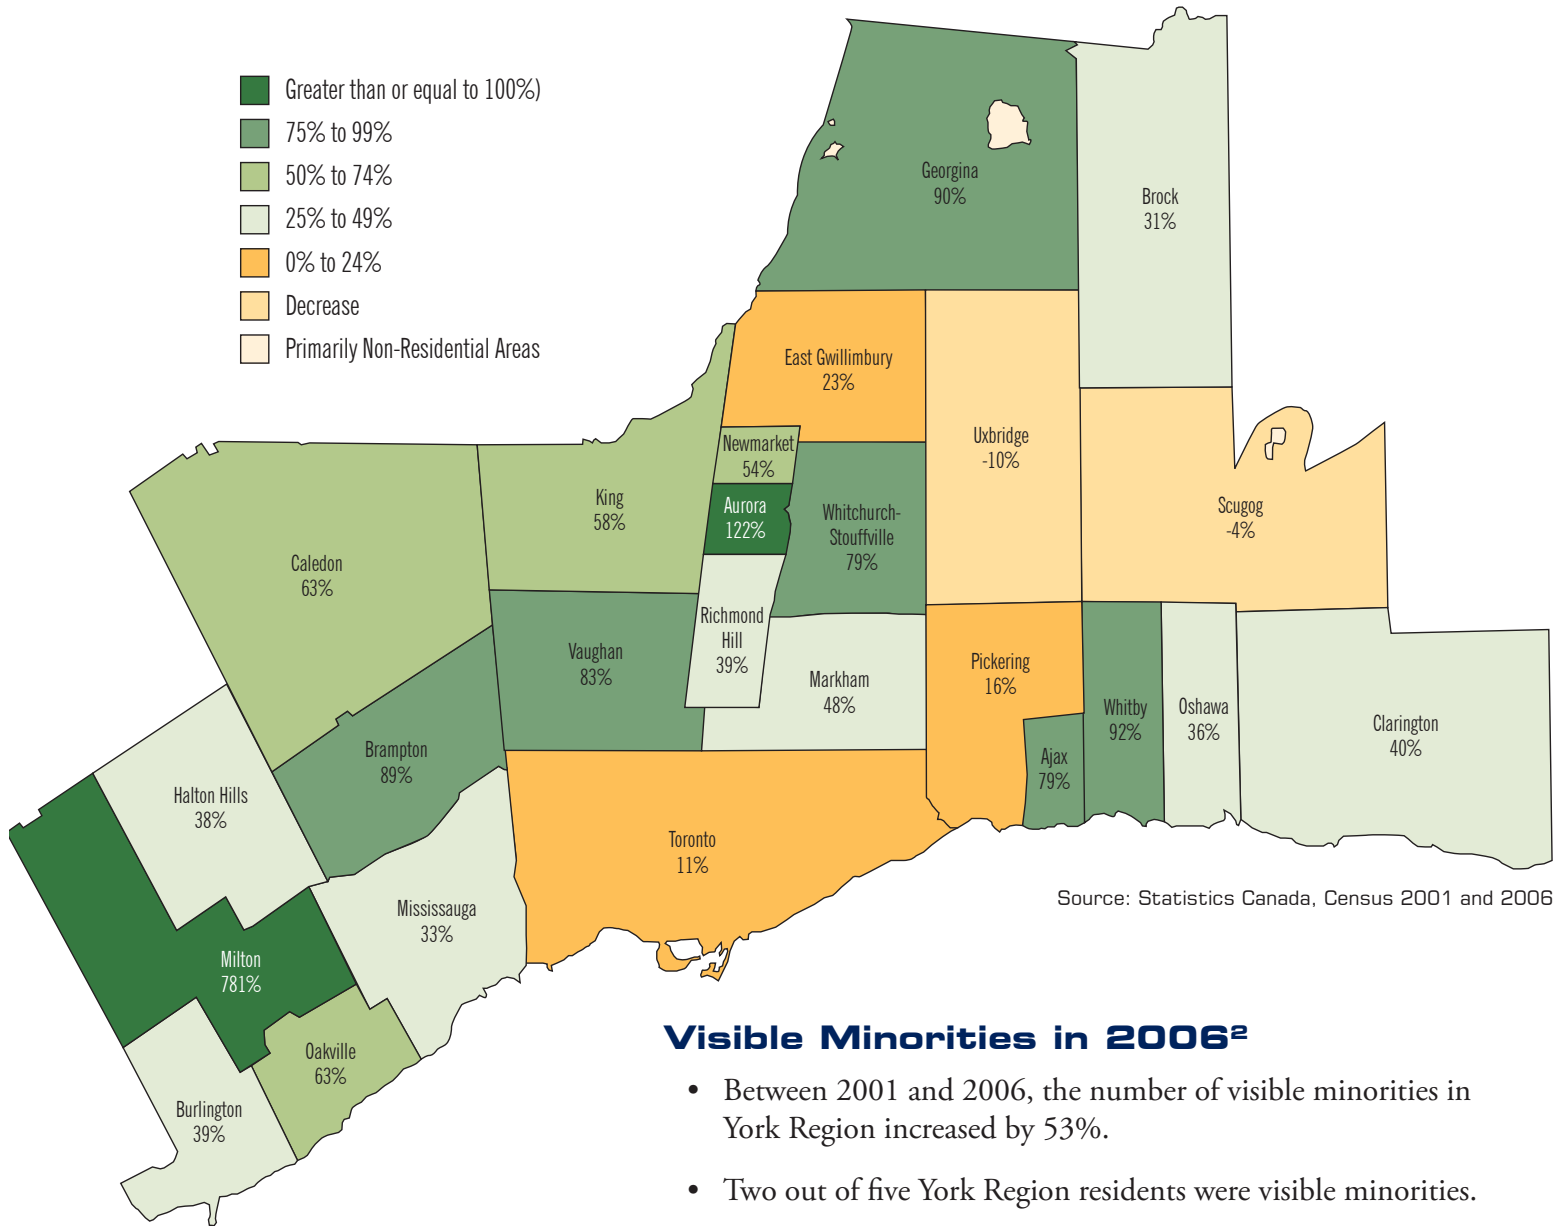 Greater than or equal to 100%)
75% to 99%
50% to 74%
25% to 49%
0% to 24%
Decrease
Primarily Non-Residential Areas
Georgina
90%
Brock
31%
East Gwillimbury
23%
Newmarket
54%
Aurora
122%
Whitchurch-
Stouffville
79%
Uxbridge
-10%
Scugog
-4%
King
58%
Caledon
63%
Vaughan
83%
Richmond
Hill
39%
Markham
48%
Pickering
16%
Ajax
79%
Whitby
92%
Oshawa
36%
Clarington
40%
Brampton
89%
Halton Hills
38%
Toronto
11%
Mississauga
33%
Milton
781%
Oakville
63%
Burlington
39%
Source: Statistics Canada, Census 2001 and 2006
Visible Minorities in 2006²
• Between 2001 and 2006, the number of visible minorities in
York Region increased by 53%.
• Two out of five York Region residents were visible minorities.